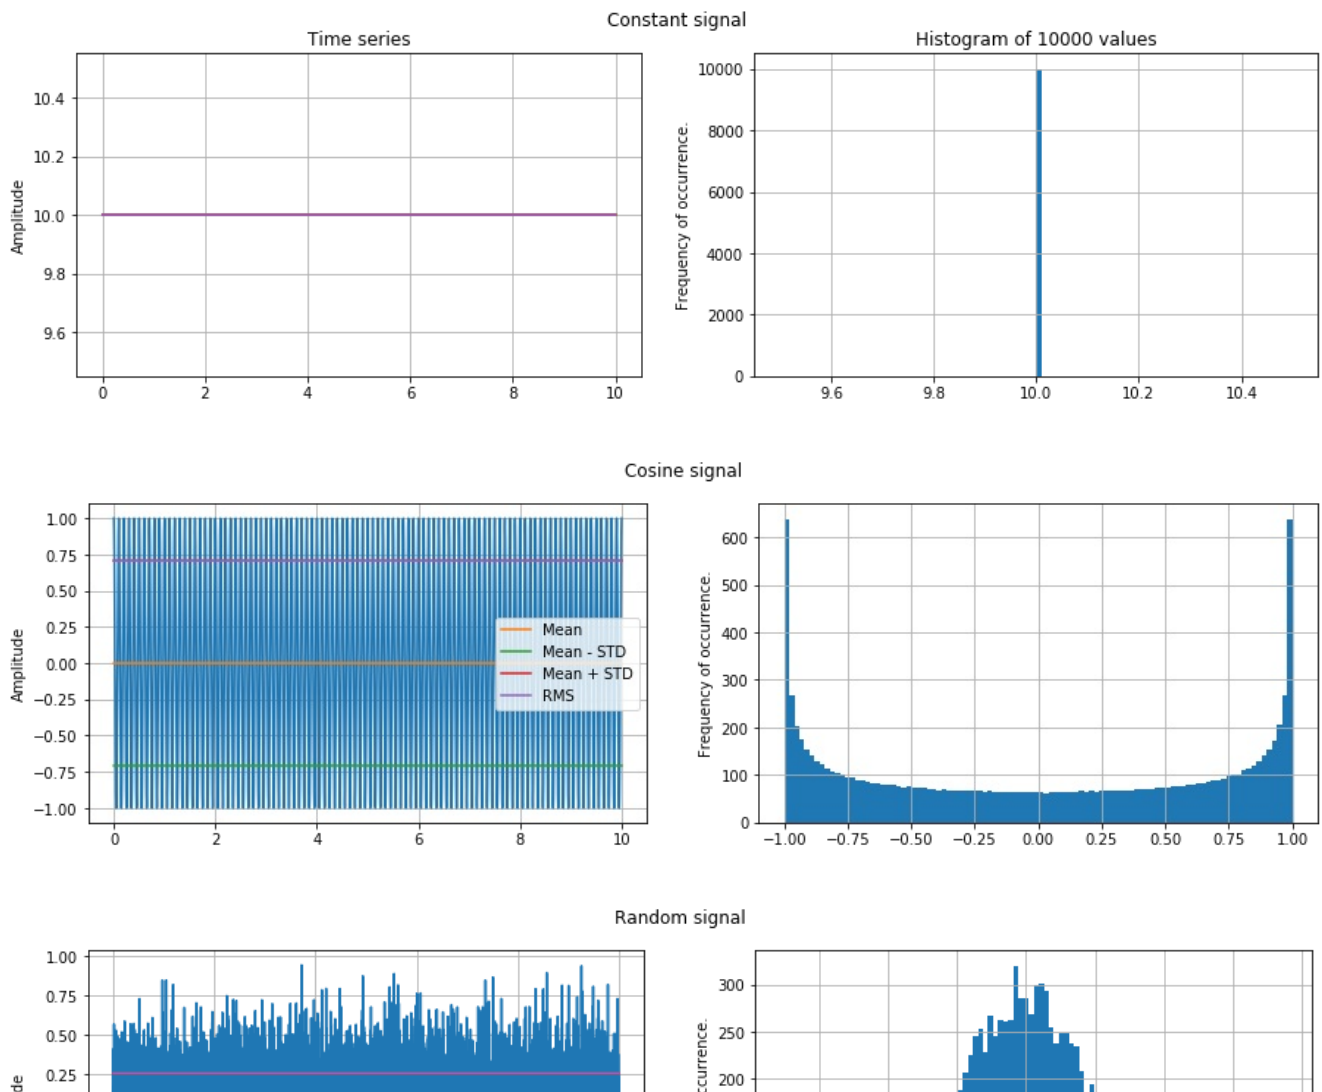 Constant signal
Time series
10.4
10.2
10.0
9.8
9.6
Amplitude
0 2 4 6 8 10
Histogram of 10000 values
10000
8000
6000
4000
2000
0
Frequency of occurrence.
9.6 9.8 10.0 10.2 10.4
Cosine signal
1.00
0.75
0.50
0.25
0.00
−0.25
−0.50
−0.75
−1.00
Amplitude
Mean
Mean - STD
Mean + STD
RMS
0 2 4 6 8 10
600
500
400
300
200
100
0
Frequency of occurrence.
−1.00 −0.75 −0.50 −0.25 0.00 0.25 0.50 0.75 1.00
Random signal
1.00
0.75
0.50
0.25
300
250
200